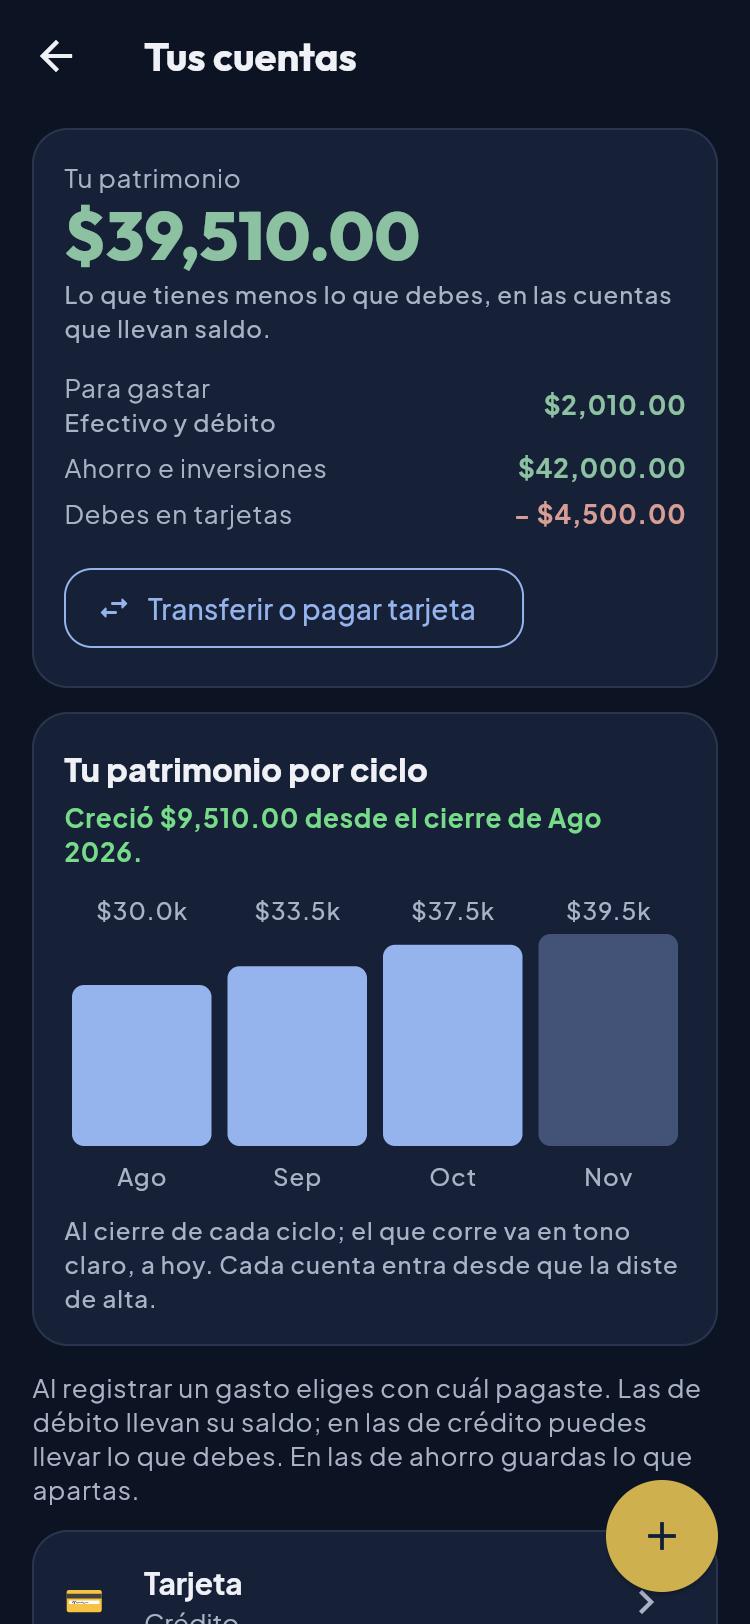 Tus cuentas
Tu patrimonio
$39,510.00
Lo que tienes menos lo que debes, en las cuentas
que llevan saldo.
Para gastar
Efectivo y débito
$2,010.00
Ahorro e inversiones
$42,000.00
Debes en tarjetas
– $4,500.00
Transferir o pagar tarjeta
Tu patrimonio por ciclo
Creció $9,510.00 desde el cierre de Ago
2026.
$30.0k $33.5k $37.5k $39.5k
Ago Sep Oct Nov
Al cierre de cada ciclo; el que corre va en tono
claro, a hoy. Cada cuenta entra desde que la diste
de alta.
Al registrar un gasto eliges con cuál pagaste. Las de
débito llevan su saldo; en las de crédito puedes
llevar lo que debes. En las de ahorro guardas lo que
apartas.
Tarjeta
Crédito